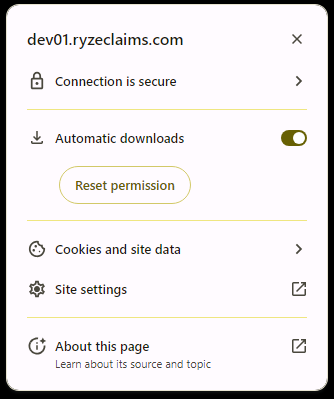 dev01.ryzeclaims.com
Connection is secure
Automatic downloads
Reset permission
Cookies and site data
Site settings
About this page
Learn about its source and topic